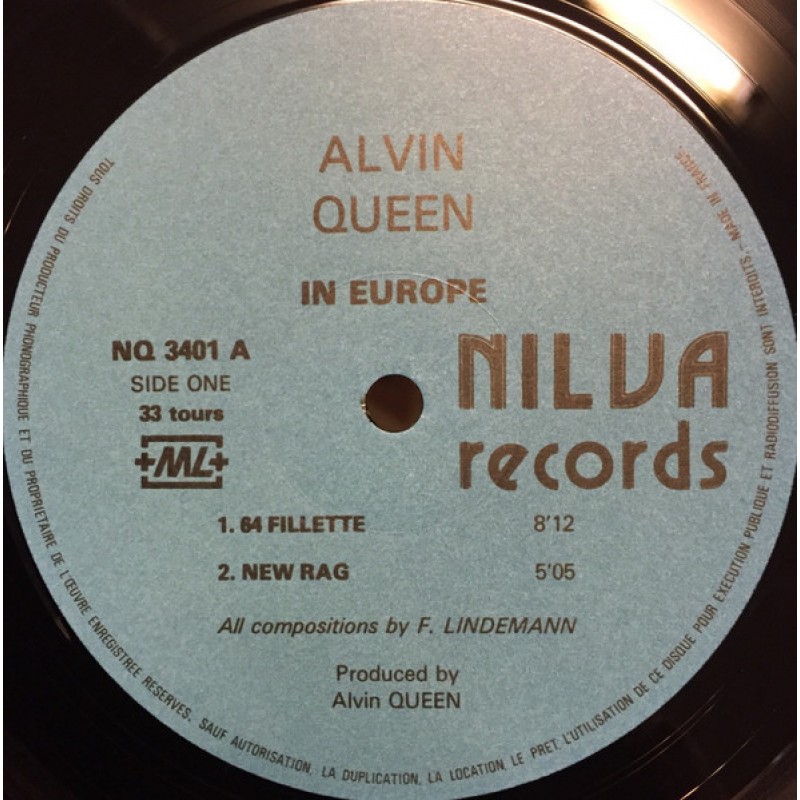 ALVIN
QUEEN
IN EUROPE
NQ 3401 A
SIDE ONE
33 tours
+ML+
NILVA
records
1. 64 FILLETTE 8'12
2. NEW RAG 5'05
All compositions by F. LINDEMANN
Produced by
Alvin QUEEN
TOUS DROITS DU PRODUCTEUR PHONOGRAPHIQUE ET DU PROPRIETAIRE DE L'ŒUVRE ENREGISTREE RESERVES. SAUF AUTORISATION, LA DUPLICATION, LA LOCATION, LE PRET, L'UTILISATION DE CE DISQUE POUR EXECUTION PUBLIQUE ET RADIODIFFUSION SONT INTERDITS - MADE IN FRANCE